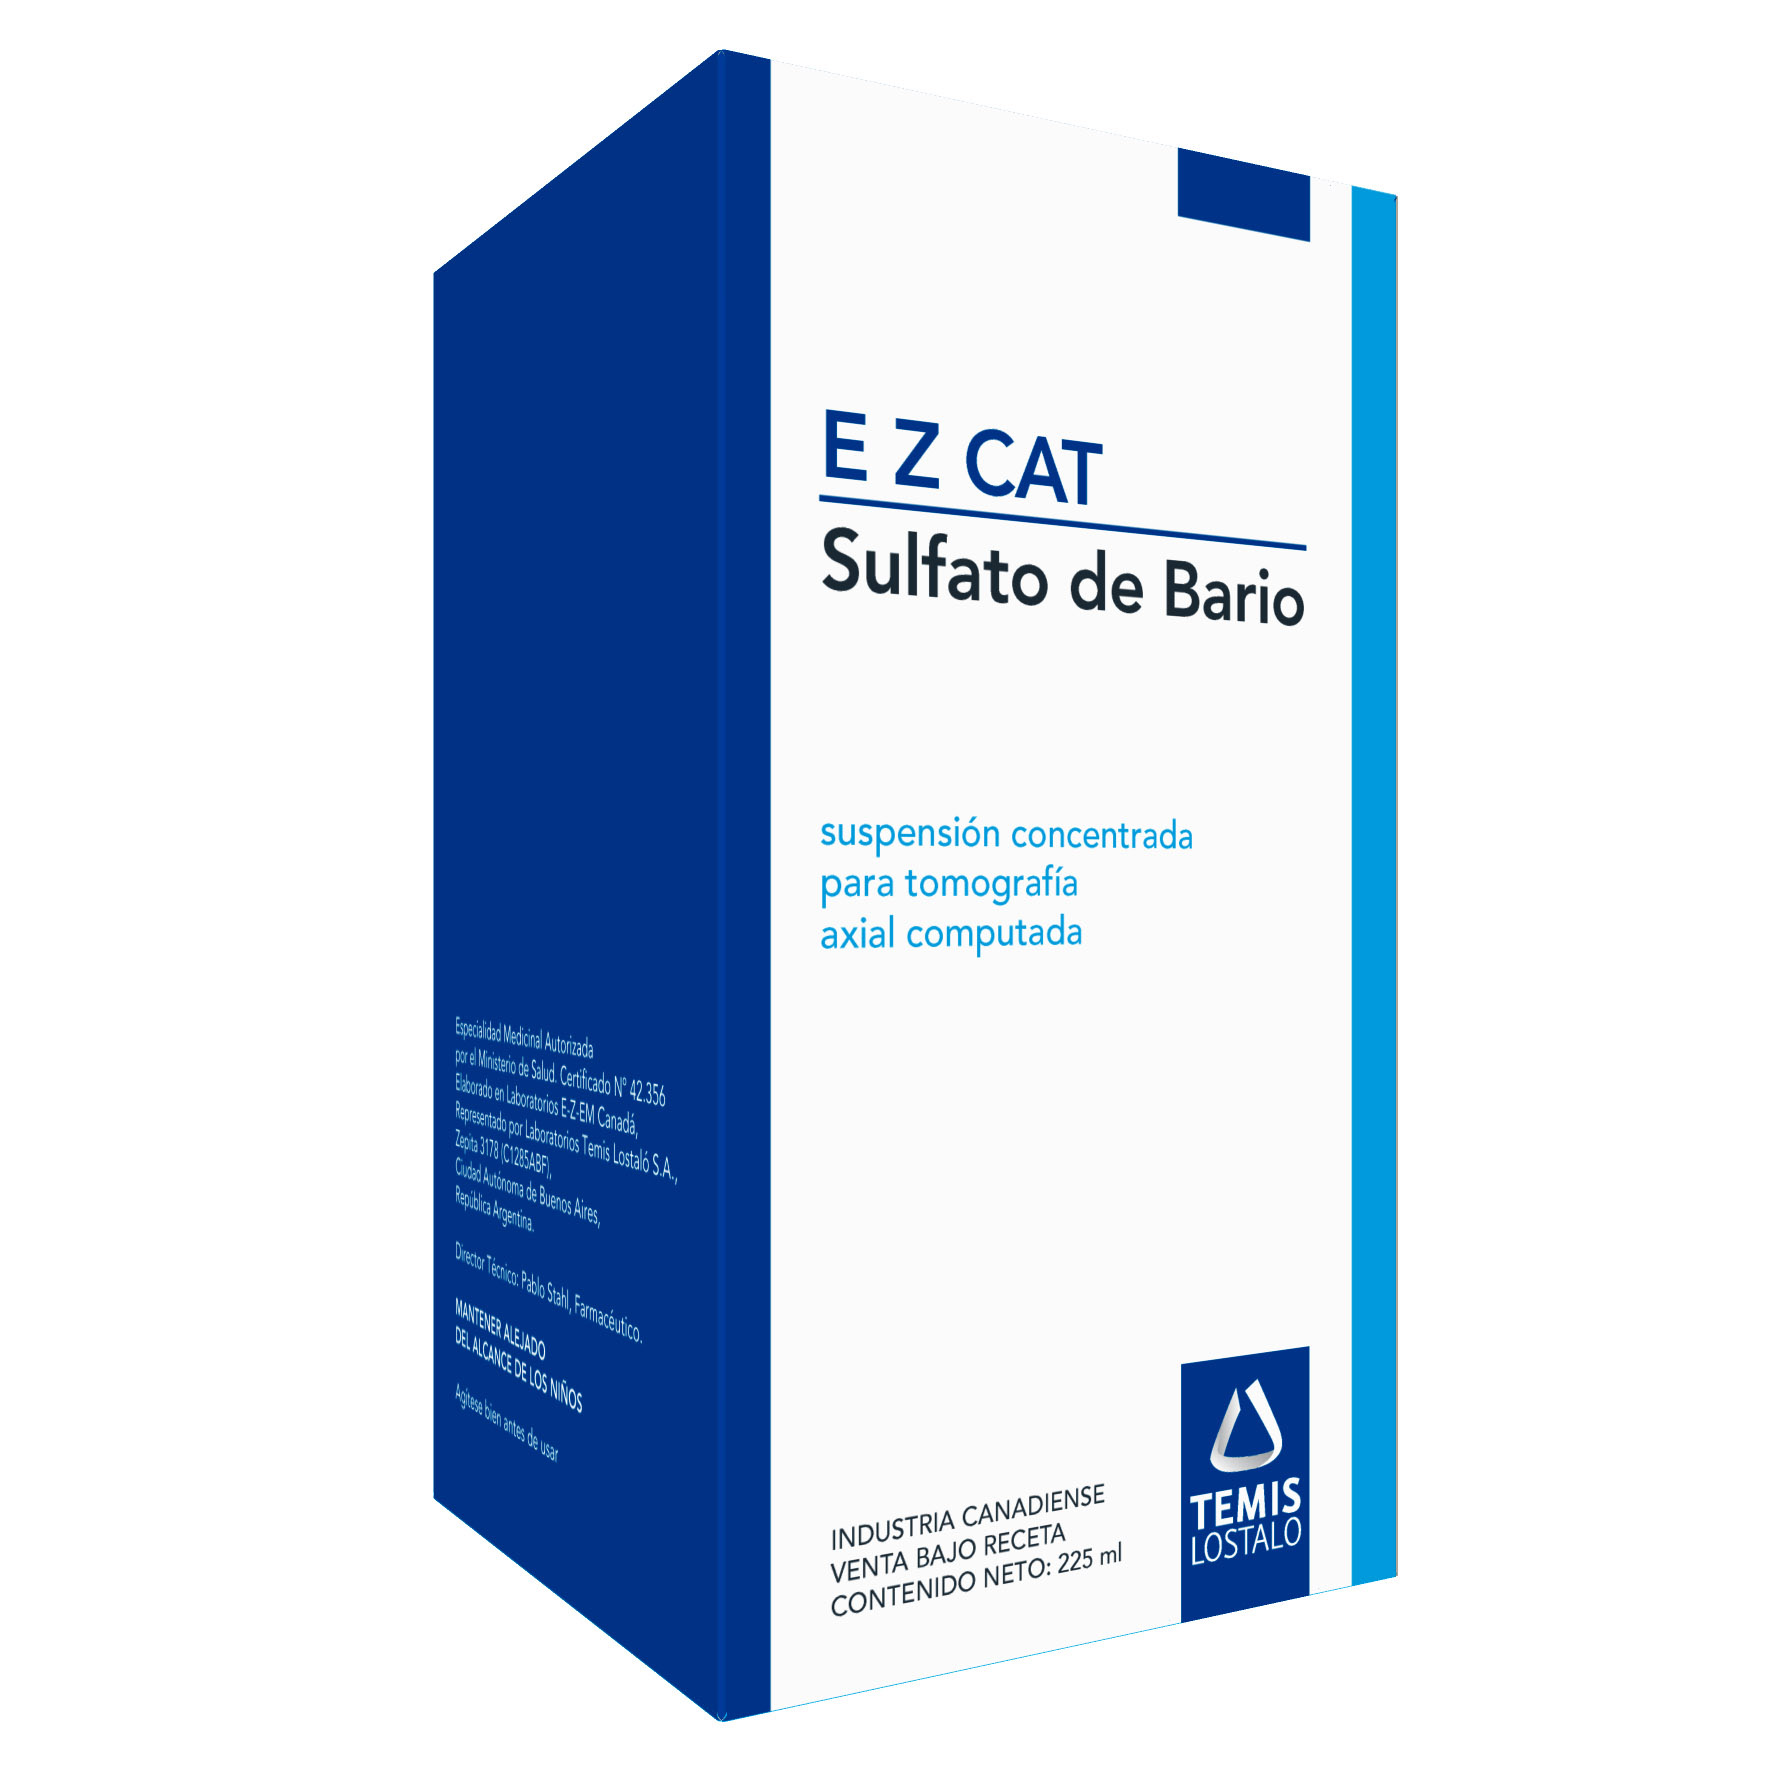 E Z CAT
Sulfato de Bario
suspensión concentrada
para tomografía
axial computada
INDUSTRIA CANADIENSE
VENTA BAJO RECETA
CONTENIDO NETO: 225 ml
TEMIS
LOSTALO
Especialidad Medicinal Autorizada
por el Ministerio de Salud. Certificado N° 42.356
Elaborado en Laboratorios E-Z-EM Canadá,
Representado por Laboratorios Temis Lostaló S.A.,
Zepita 3178 (C1285ABF),
Ciudad Autónoma de Buenos Aires,
República Argentina.
Director Técnico: Pablo Stahl, Farmacéutico.
MANTENER ALEJADO
DEL ALCANCE DE LOS NIÑOS
Agítese bien antes de usar